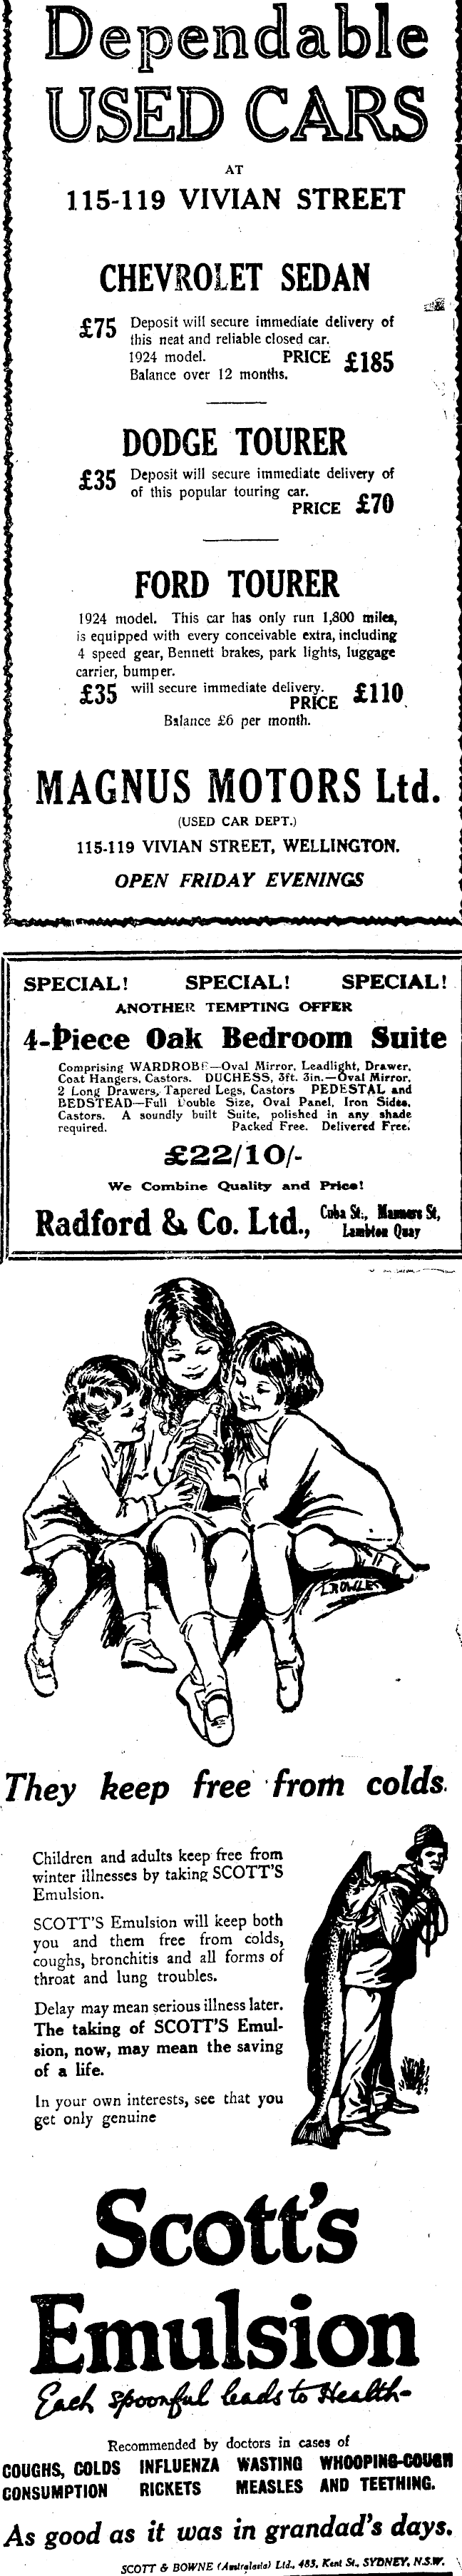 Dependable
USED CARS
AT
115-119 VIVIAN STREET
CHEVROLET SEDAN
£75 Deposit will secure immediate delivery of
this neat and reliable closed car.
1924 model. PRICE £185
Balance over 12 months.
DODGE TOURER
£35 Deposit will secure immediate delivery of
of this popular touring car.
PRICE £70
FORD TOURER
1924 model. This car has only run 1,800 miles,
is equipped with every conceivable extra, including
4 speed gear, Bennett brakes, park lights, luggage
carrier, bumper.
£35 will secure immediate delivery.
PRICE £110
Balance £6 per month.
MAGNUS MOTORS Ltd.
(USED CAR DEPT.)
115-119 VIVIAN STREET, WELLINGTON.
OPEN FRIDAY EVENINGS
SPECIAL! SPECIAL! SPECIAL!
ANOTHER TEMPTING OFFER
4-Piece Oak Bedroom Suite
Comprising WARDROBE—Oval Mirror, Leadlight, Drawer,
Coat Hangers, Castors. DUCHESS, 3ft. 3in.—Oval Mirror,
2 Long Drawers, Tapered Legs, Castors PEDESTAL and
BEDSTEAD—Full Double Size, Oval Panel, Iron Sides,
Castors. A soundly built Suite, polished in any shade
required. Packed Free. Delivered Free.
£22/10/-
We Combine Quality and Price!
Radford & Co. Ltd., Cuba St., Manners St,
Lambton Quay
CROWLE
They keep free from colds.
Children and adults keep free from
winter illnesses by taking SCOTT'S
Emulsion.
SCOTT'S Emulsion will keep both
you and them free from colds,
coughs, bronchitis and all forms of
throat and lung troubles.
Delay may mean serious illness later.
The taking of SCOTT'S Emul-
sion, now, may mean the saving
of a life.
In your own interests, see that you
get only genuine
Scott's
Emulsion
Each spoonful leads to Health-
Recommended by doctors in cases of
COUGHS, COLDS INFLUENZA WASTING WHOOPING-COUGH
CONSUMPTION RICKETS MEASLES AND TEETHING.
As good as it was in grandad's days.
SCOTT & BOWNE (Australasia) Ltd., 483, Kent St., SYDNEY, N.S.W.